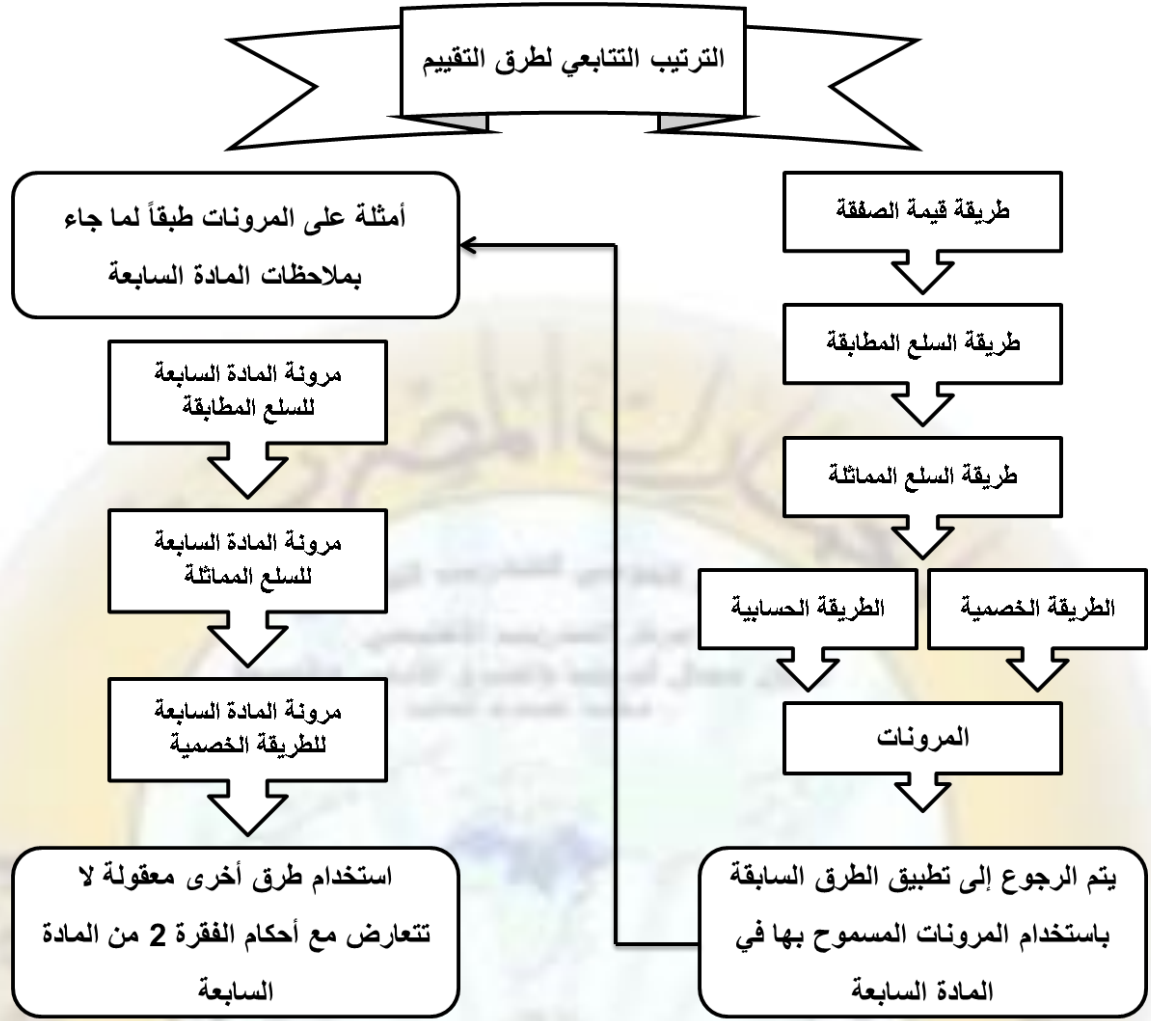 الترتيب التتابعي لطرق التقييم
طريقة قيمة الصفقة
طريقة السلع المطابقة
طريقة السلع المماثلة
الطريقة الخصمية
الطريقة الحسابية
المرونات
يتم الرجوع إلى تطبيق الطرق السابقة
باستخدام المرونات المسموح بها في
المادة السابعة
أمثلة على المرونات طبقاً لما جاء
بملاحظات المادة السابعة
مرونة المادة السابعة
للسلع المطابقة
مرونة المادة السابعة
للسلع المماثلة
مرونة المادة السابعة
للطريقة الخصمية
استخدام طرق أخرى معقولة لا
تتعارض مع أحكام الفقرة 2 من المادة
السابعة